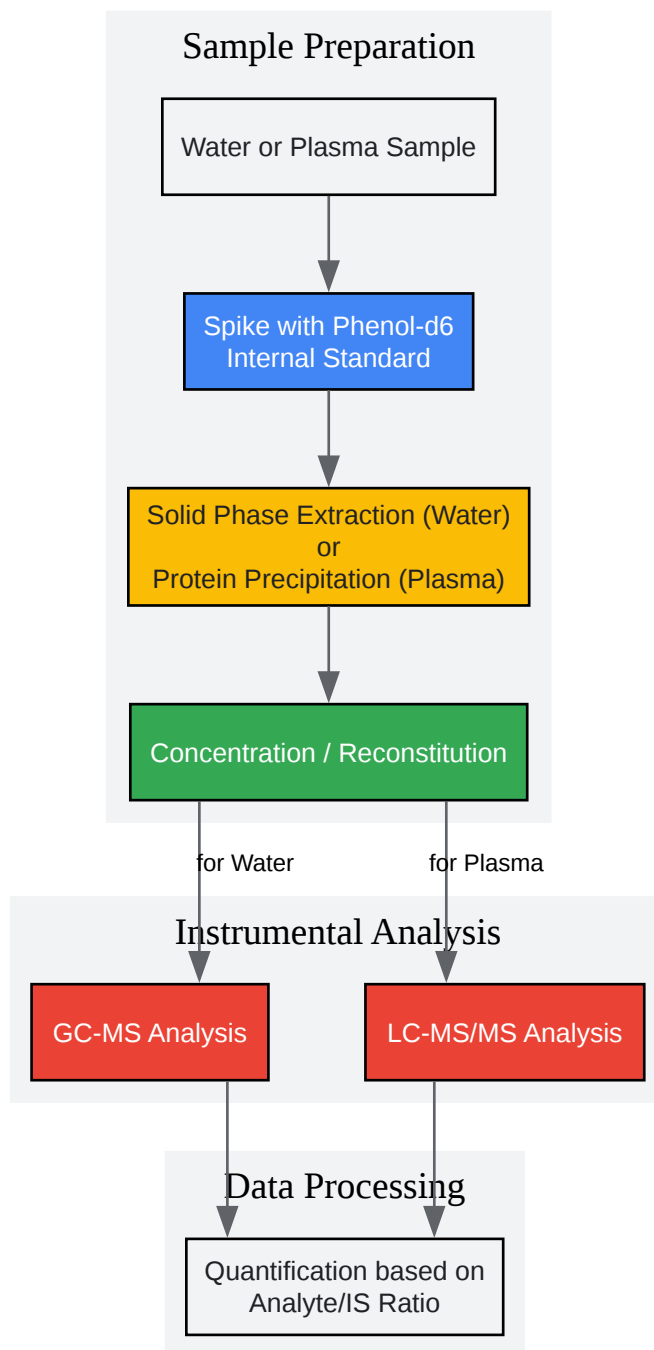 Sample Preparation
Water or Plasma Sample
Spike with Phenol-d6
Internal Standard
Solid Phase Extraction (Water)
or
Protein Precipitation (Plasma)
Concentration / Reconstitution
for Water
for Plasma
Instrumental Analysis
GC-MS Analysis
LC-MS/MS Analysis
Data Processing
Quantification based on
Analyte/IS Ratio